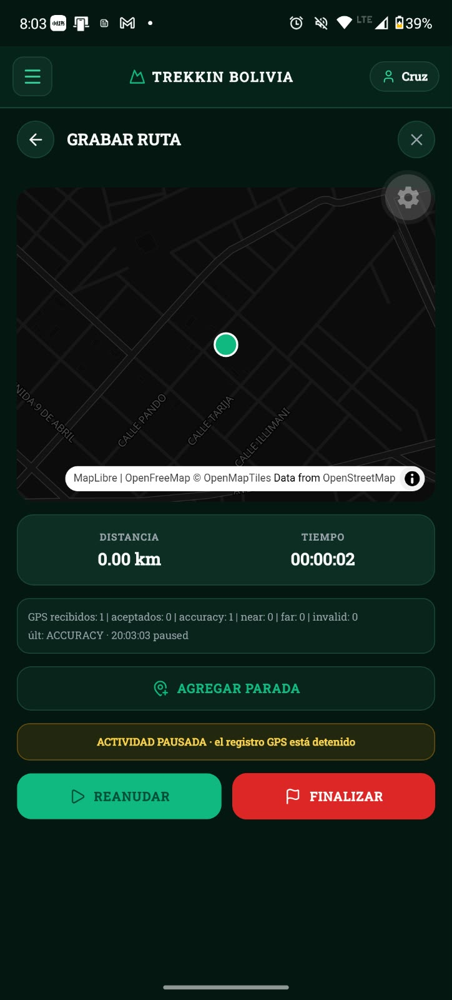 8:03 小红书 LTE 39%
TREKKIN BOLIVIA
Cruz
GRABAR RUTA
NIDA 9 DE ABRIL
CALLE PANDO
CALLE TARIJA
CALLE ILLIMANI
MapLibre | OpenFreeMap © OpenMapTiles Data from OpenStreetMap
DISTANCIA TIEMPO
0.00 km 00:00:02
GPS recibidos: 1 | aceptados: 0 | accuracy: 1 | near: 0 | far: 0 | invalid: 0
últ: ACCURACY · 20:03:03 paused
AGREGAR PARADA
ACTIVIDAD PAUSADA · el registro GPS está detenido
REANUDAR FINALIZAR